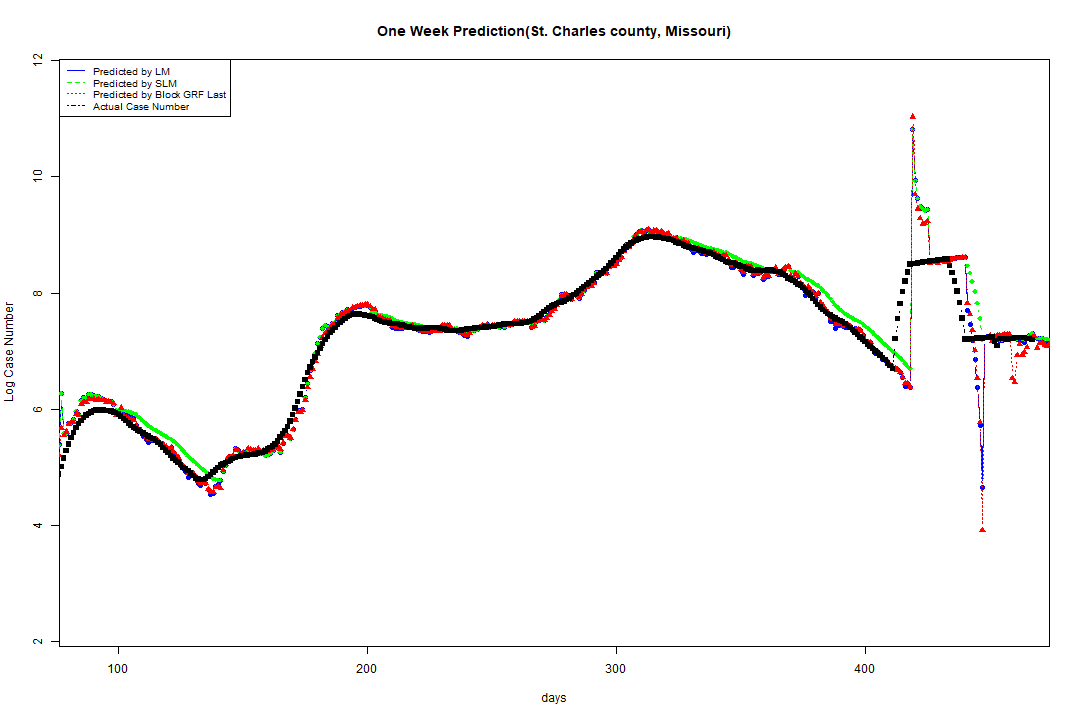 One Week Prediction(St. Charles county, Missouri)
Predicted by LM
Predicted by SLM
Predicted by Block GRF Last
Actual Case Number
12
10
8
6
4
2
Log Case Number
100 200 300 400
days